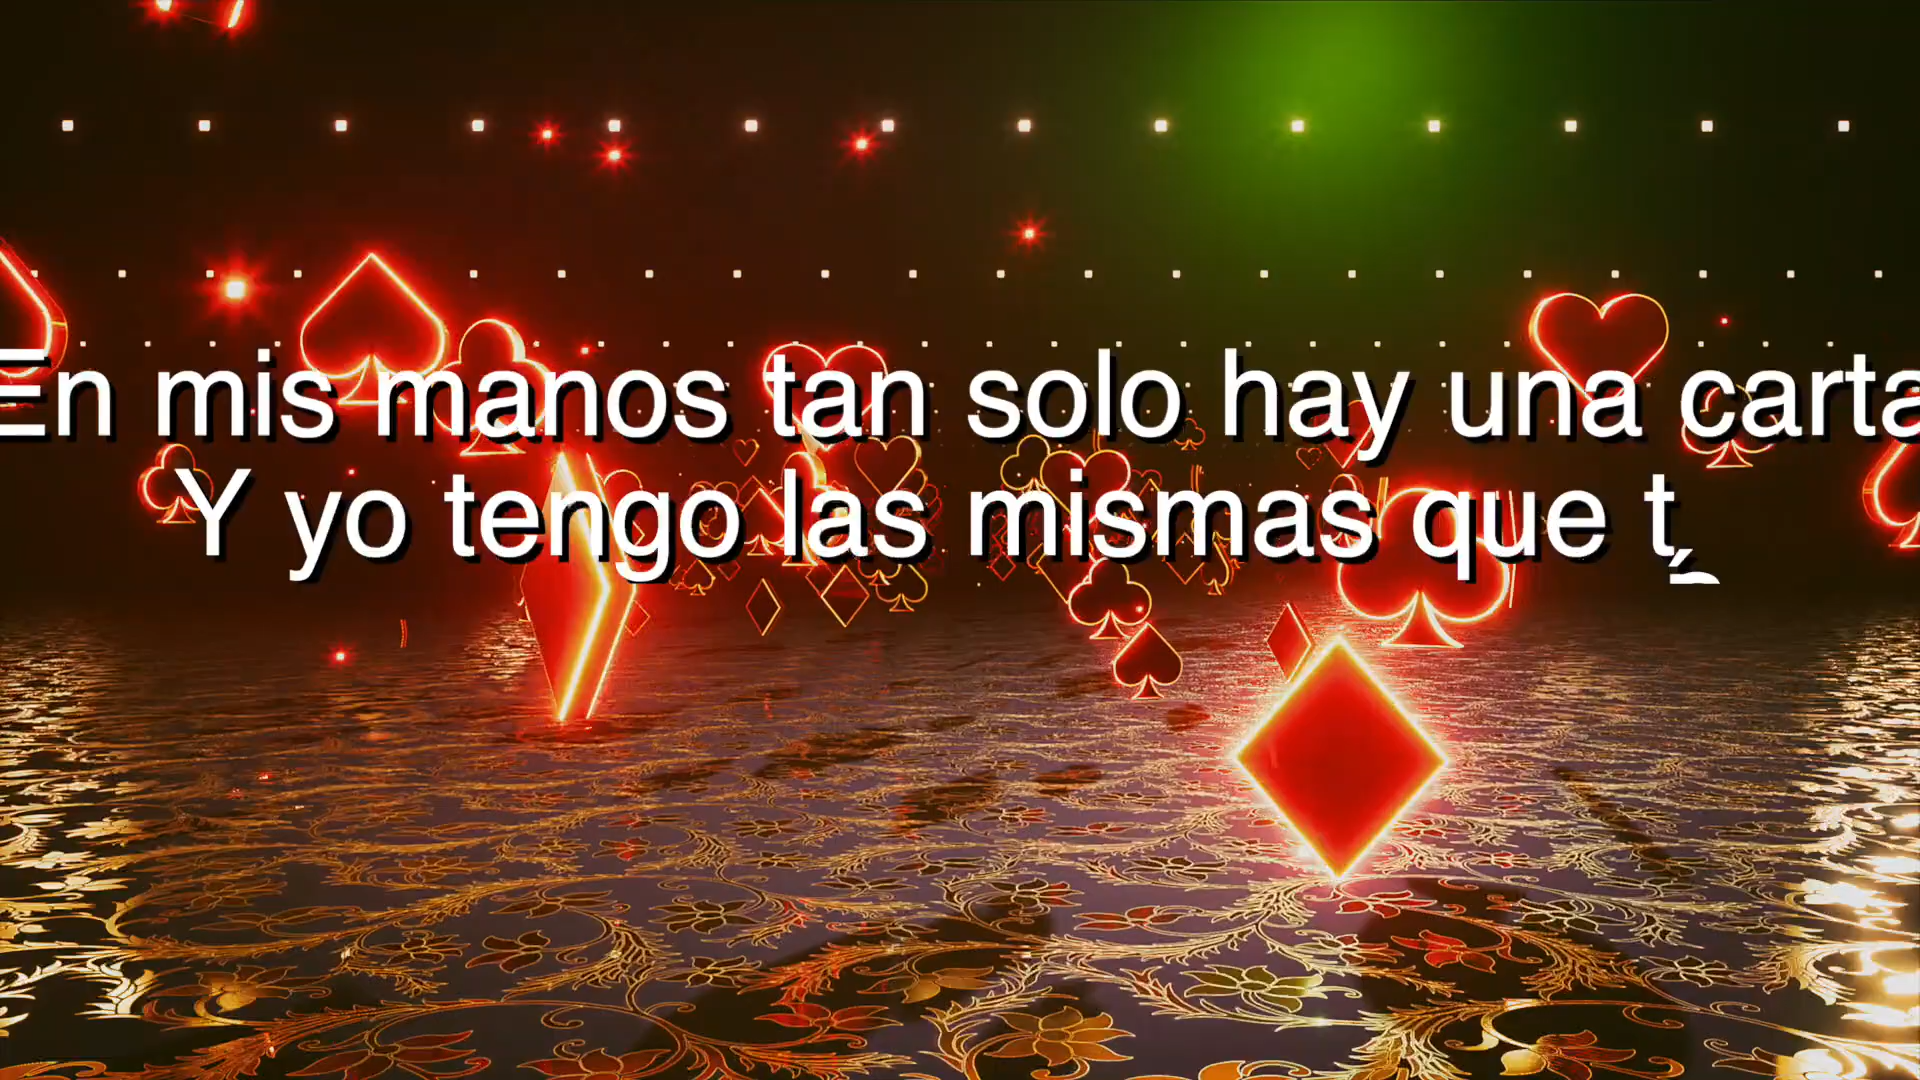 En mis manos tan solo hay una carta
Y yo tengo las mismas que t